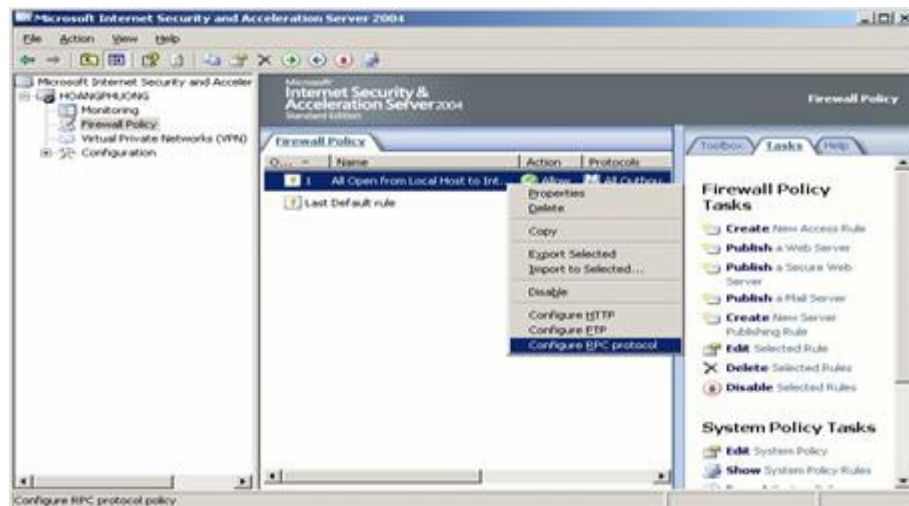 Microsoft Internet Security and Acceleration Server 2004
File Action View Help
Microsoft Internet Security and Acceler
HOANGPHUONG
Monitoring
Firewall Policy
Virtual Private Networks (VPN)
Configuration
Microsoft
Internet Security &
Acceleration Server 2004
Standard Edition
Firewall Policy
Firewall Policy
O... Name Action Protocols
1 All Open from Local Host to Int... Allow All Outbou...
Last Default rule
Properties
Delete
Copy
Export Selected
Import to Selected...
Disable
Configure HTTP
Configure FTP
Configure RPC protocol
Toolbox Tasks Help
Firewall Policy
Tasks
Create New Access Rule
Publish a Web Server
Publish a Secure Web
Server
Publish a Mail Server
Create New Server
Publishing Rule
Edit Selected Rule
Delete Selected Rules
Disable Selected Rules
System Policy Tasks
Edit System Policy
Show System Policy Rules
Configure RPC protocol policy